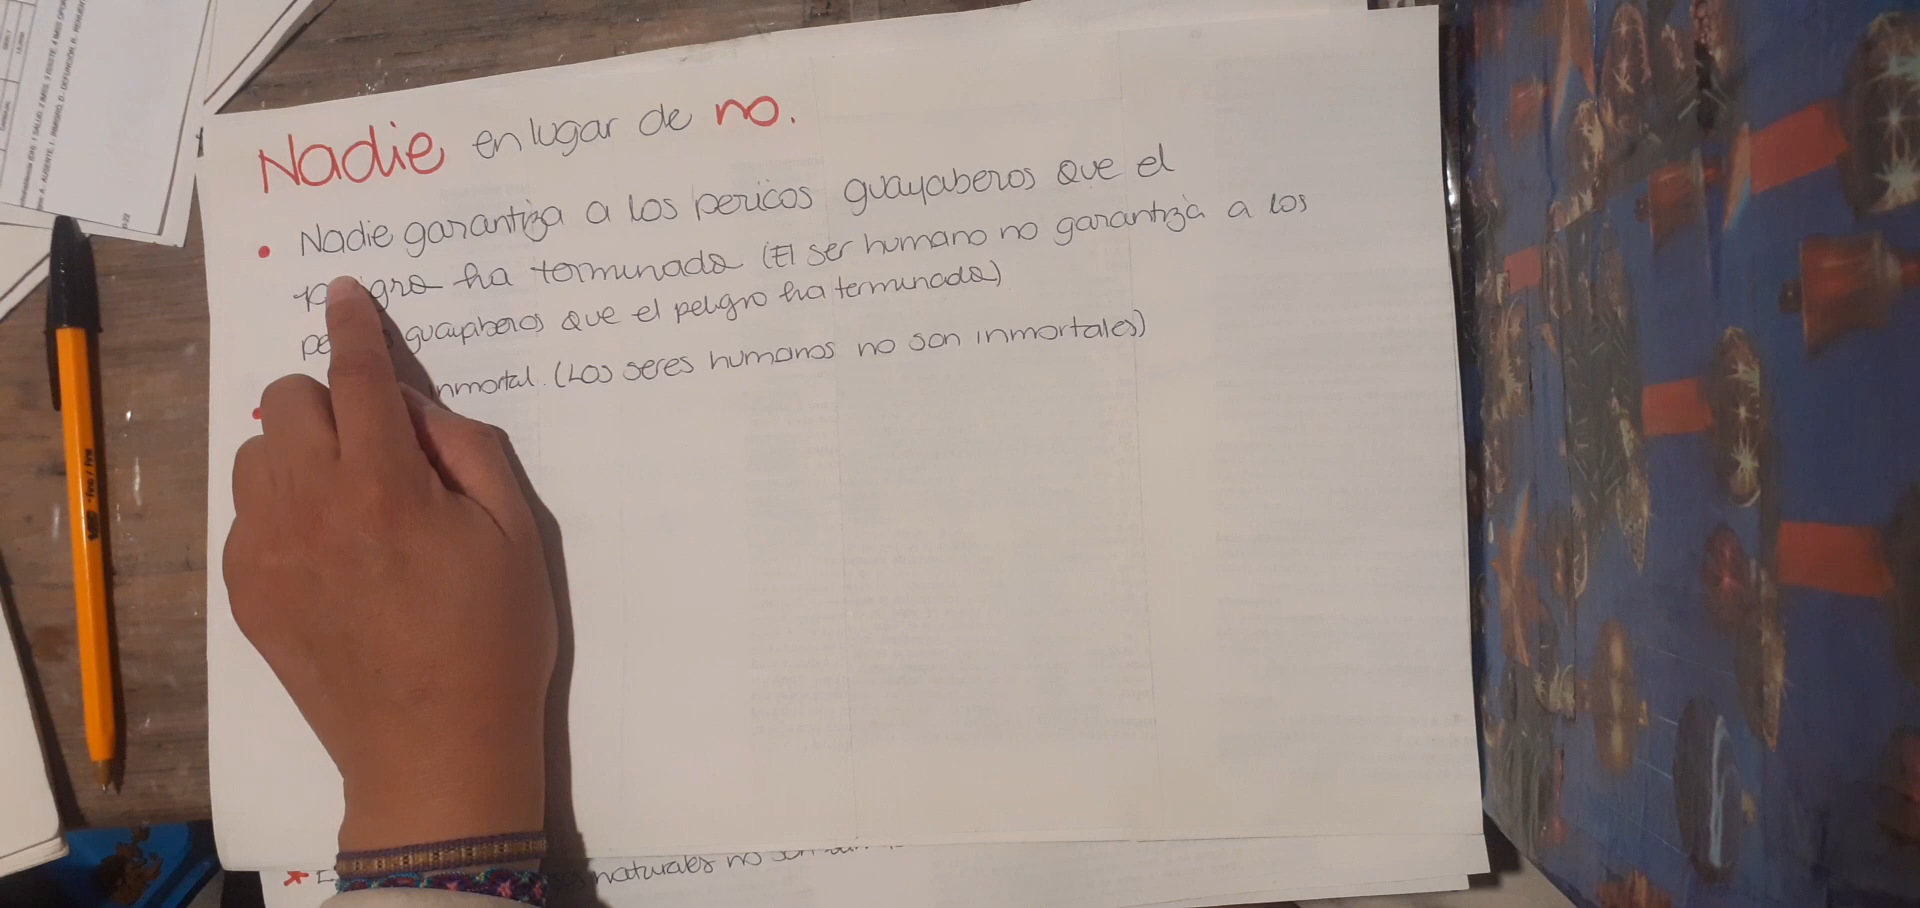 Nadie en lugar de no.
• Nadie garantiza a los pericos guayaberos que el
ha terminado (El ser humano no garantiza a los
guayaberos que el peligro ha terminado)
inmortal. (Los seres humanos no son inmortales)
naturales no son